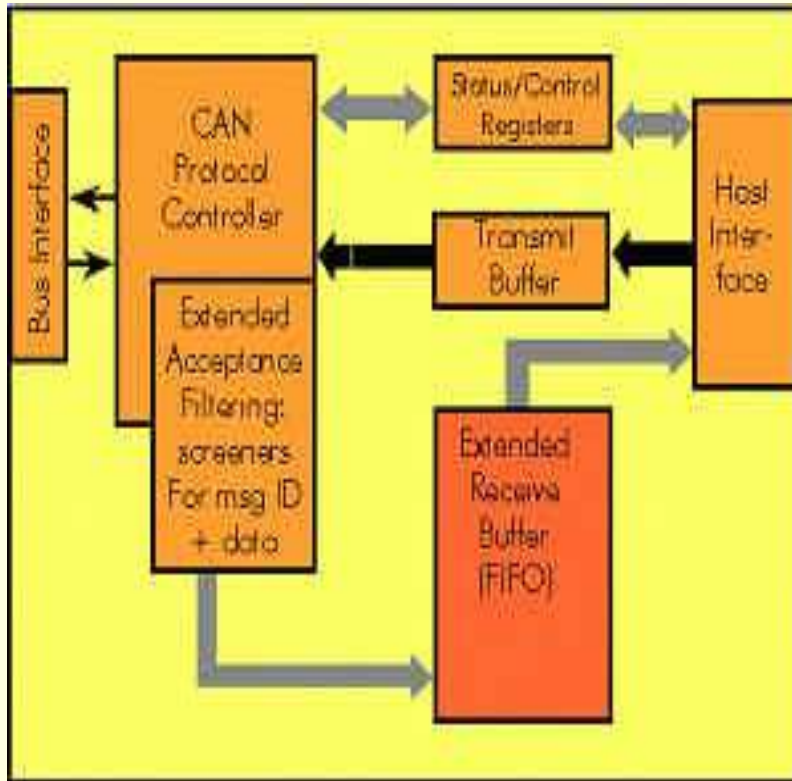 Bus Interface
CAN
Protocol
Controller
Extended
Acceptance
Filtering:
screeners
For msg ID
+ data
Status/Control
Registers
Transmit
Buffer
Extended
Receive
Buffer
(FIFO)
Host
Inter-
face